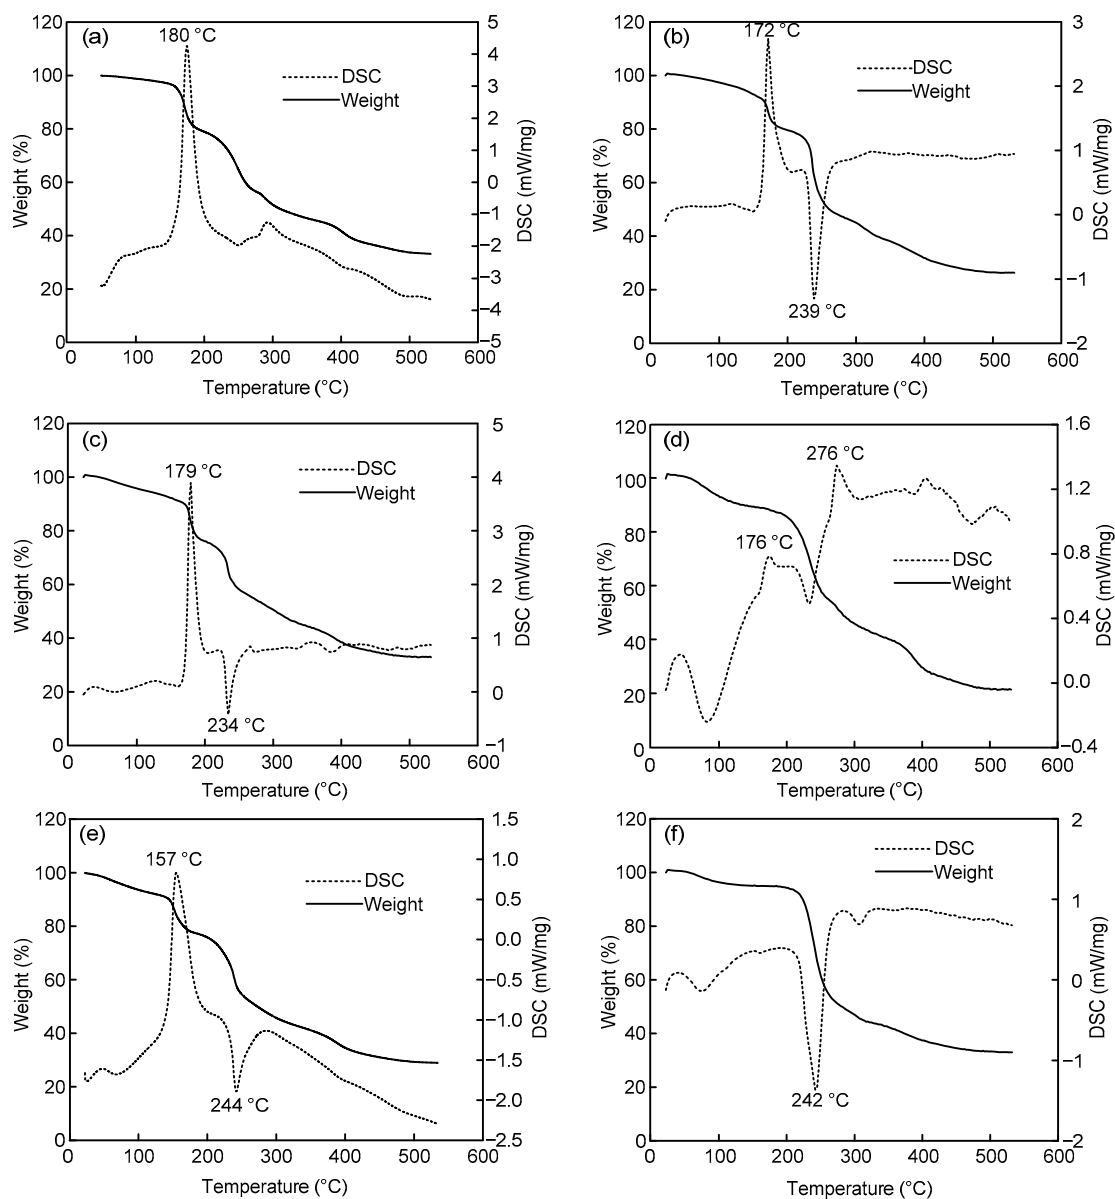 120
100
80
60
40
20
0
5
4
3
2
1
0
−1
−2
−3
−4
−5
(a)
180 °C
DSC
Weight
Weight (%)
DSC (mW/mg)
0 100 200 300 400 500 600
Temperature (°C)
120
100
80
60
40
20
0
3
2
1
0
−1
−2
(b)
172 °C
DSC
Weight
239 °C
Weight (%)
DSC (mW/mg)
0 100 200 300 400 500 600
Temperature (°C)
120
100
80
60
40
20
0
5
4
3
2
1
0
−1
(c)
179 °C
DSC
Weight
234 °C
Weight (%)
DSC (mW/mg)
0 100 200 300 400 500 600
Temperature (°C)
120
100
80
60
40
20
0
1.6
1.2
0.8
0.4
0.0
−0.4
(d)
276 °C
176 °C
DSC
Weight
Weight (%)
DSC (mW/mg)
0 100 200 300 400 500 600
Temperature (°C)
120
100
80
60
40
20
0
1.5
1.0
0.5
0.0
−0.5
−1.0
−1.5
−2.0
−2.5
(e)
157 °C
DSC
Weight
244 °C
Weight (%)
DSC (mW/mg)
0 100 200 300 400 500 600
Temperature (°C)
120
100
80
60
40
20
0
2
1
0
−1
−2
(f)
DSC
Weight
242 °C
Weight (%)
DSC (mW/mg)
0 100 200 300 400 500 600
Temperature (°C)